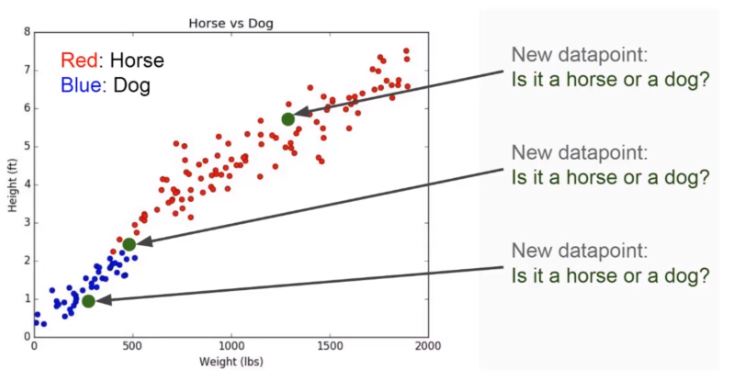 Horse vs Dog
Red: Horse
Blue: Dog
8
7
6
5
4
3
2
1
0
Height (ft)
0
500
1000
1500
2000
Weight (lbs)
New datapoint:
Is it a horse or a dog?
New datapoint:
Is it a horse or a dog?
New datapoint:
Is it a horse or a dog?